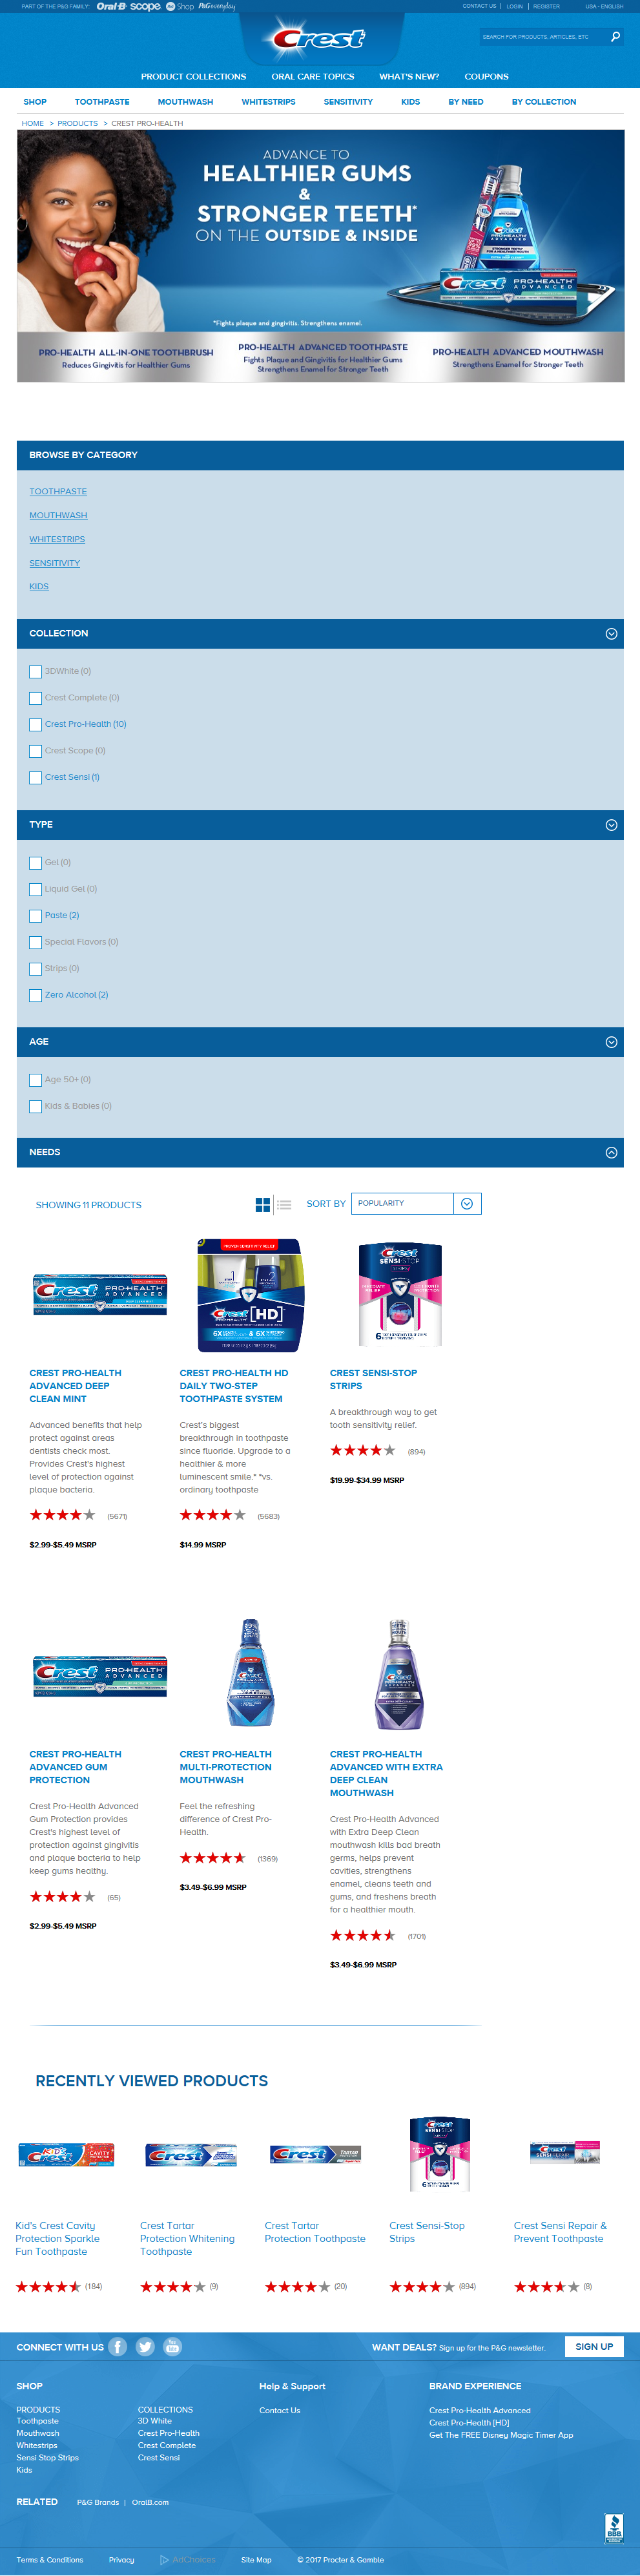 PART OF THE P&G FAMILY: Oral-B scope P&G Shop P&G everyday
CONTACT US | LOGIN | REGISTER USA - ENGLISH
Crest
SEARCH FOR PRODUCTS, ARTICLES, ETC
PRODUCT COLLECTIONS ORAL CARE TOPICS WHAT'S NEW? COUPONS
SHOP TOOTHPASTE MOUTHWASH WHITESTRIPS SENSITIVITY KIDS BY NEED BY COLLECTION
HOME > PRODUCTS > CREST PRO-HEALTH
ADVANCE TO
HEALTHIER GUMS
&
STRONGER TEETH*
ON THE OUTSIDE & INSIDE
*Fights plaque and gingivitis. Strengthens enamel.
PRO-HEALTH ALL-IN-ONE TOOTHBRUSH
Reduces Gingivitis for Healthier Gums
PRO-HEALTH ADVANCED TOOTHPASTE
Fights Plaque and Gingivitis for Healthier Gums
Strengthens Enamel for Stronger Teeth
PRO-HEALTH ADVANCED MOUTHWASH
Strengthens Enamel for Stronger Teeth
BROWSE BY CATEGORY
TOOTHPASTE
MOUTHWASH
WHITESTRIPS
SENSITIVITY
KIDS
COLLECTION
3DWhite (0)
Crest Complete (0)
Crest Pro-Health (10)
Crest Scope (0)
Crest Sensi (1)
TYPE
Gel (0)
Liquid Gel (0)
Paste (2)
Special Flavors (0)
Strips (0)
Zero Alcohol (2)
AGE
Age 50+ (0)
Kids & Babies (0)
NEEDS
SHOWING 11 PRODUCTS
SORT BY POPULARITY
CREST PRO-HEALTH
ADVANCED DEEP
CLEAN MINT
Advanced benefits that help
protect against areas
dentists check most.
Provides Crest's highest
level of protection against
plaque bacteria.
(5671)
$2.99-$5.49 MSRP
CREST PRO-HEALTH HD
DAILY TWO-STEP
TOOTHPASTE SYSTEM
Crest's biggest
breakthrough in toothpaste
since fluoride. Upgrade to a
healthier & more
luminescent smile.* *vs.
ordinary toothpaste
(5683)
$14.99 MSRP
CREST SENSI-STOP
STRIPS
A breakthrough way to get
tooth sensitivity relief.
(894)
$19.99-$34.99 MSRP
CREST PRO-HEALTH
ADVANCED GUM
PROTECTION
Crest Pro-Health Advanced
Gum Protection provides
Crest's highest level of
protection against gingivitis
and plaque bacteria to help
keep gums healthy.
(65)
$2.99-$5.49 MSRP
CREST PRO-HEALTH
MULTI-PROTECTION
MOUTHWASH
Feel the refreshing
difference of Crest Pro-
Health.
(1369)
$3.49-$6.99 MSRP
CREST PRO-HEALTH
ADVANCED WITH EXTRA
DEEP CLEAN
MOUTHWASH
Crest Pro-Health Advanced
with Extra Deep Clean
mouthwash kills bad breath
germs, helps prevent
cavities, strengthens
enamel, cleans teeth and
gums, and freshens breath
for a healthier mouth.
(1701)
$3.49-$6.99 MSRP
RECENTLY VIEWED PRODUCTS
Kid's Crest Cavity
Protection Sparkle
Fun Toothpaste
(184)
Crest Tartar
Protection Whitening
Toothpaste
(9)
Crest Tartar
Protection Toothpaste
(20)
Crest Sensi-Stop
Strips
(894)
Crest Sensi Repair &
Prevent Toothpaste
(8)
CONNECT WITH US
WANT DEALS? Sign up for the P&G newsletter. SIGN UP
SHOP
PRODUCTS
Toothpaste
Mouthwash
Whitestrips
Sensi Stop Strips
Kids
COLLECTIONS
3D White
Crest Pro-Health
Crest Complete
Crest Sensi
Help & Support
Contact Us
BRAND EXPERIENCE
Crest Pro-Health Advanced
Crest Pro-Health [HD]
Get The FREE Disney Magic Timer App
RELATED P&G Brands | OralB.com
BBB
Terms & Conditions Privacy AdChoices Site Map © 2017 Procter & Gamble